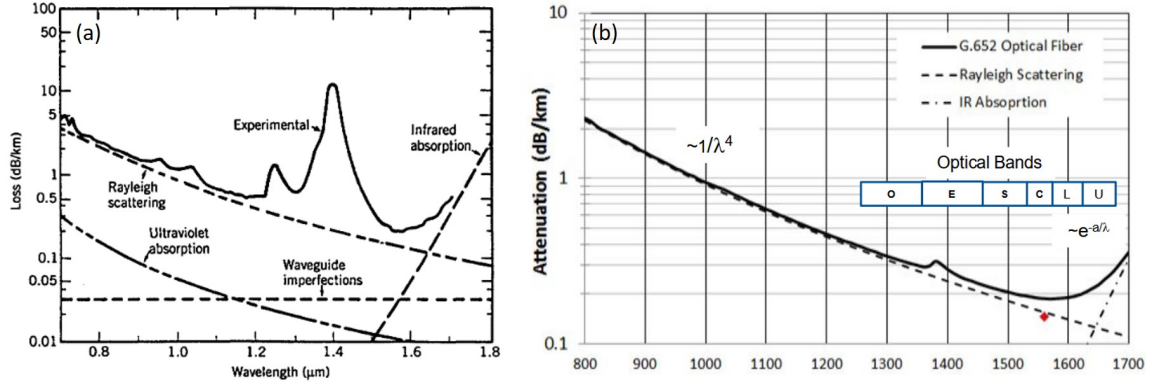 (a)
100
50
10
5
1
0.5
0.1
0.05
0.01
Loss (dB/km)
Experimental
Infrared
absorption
Rayleigh
scattering
Ultraviolet
absorption
Waveguide
imperfections
0.8
1.0
1.2
1.4
1.6
1.8
Wavelength (μm)
(b)
10
1
0.1
Attenuation (dB/km)
G.652 Optical Fiber
Rayleigh Scattering
IR Abosrption
~1/λ⁴
Optical Bands
O E S C L U
~e-a/λ
800 900 1000 1100 1200 1300 1400 1500 1600 1700